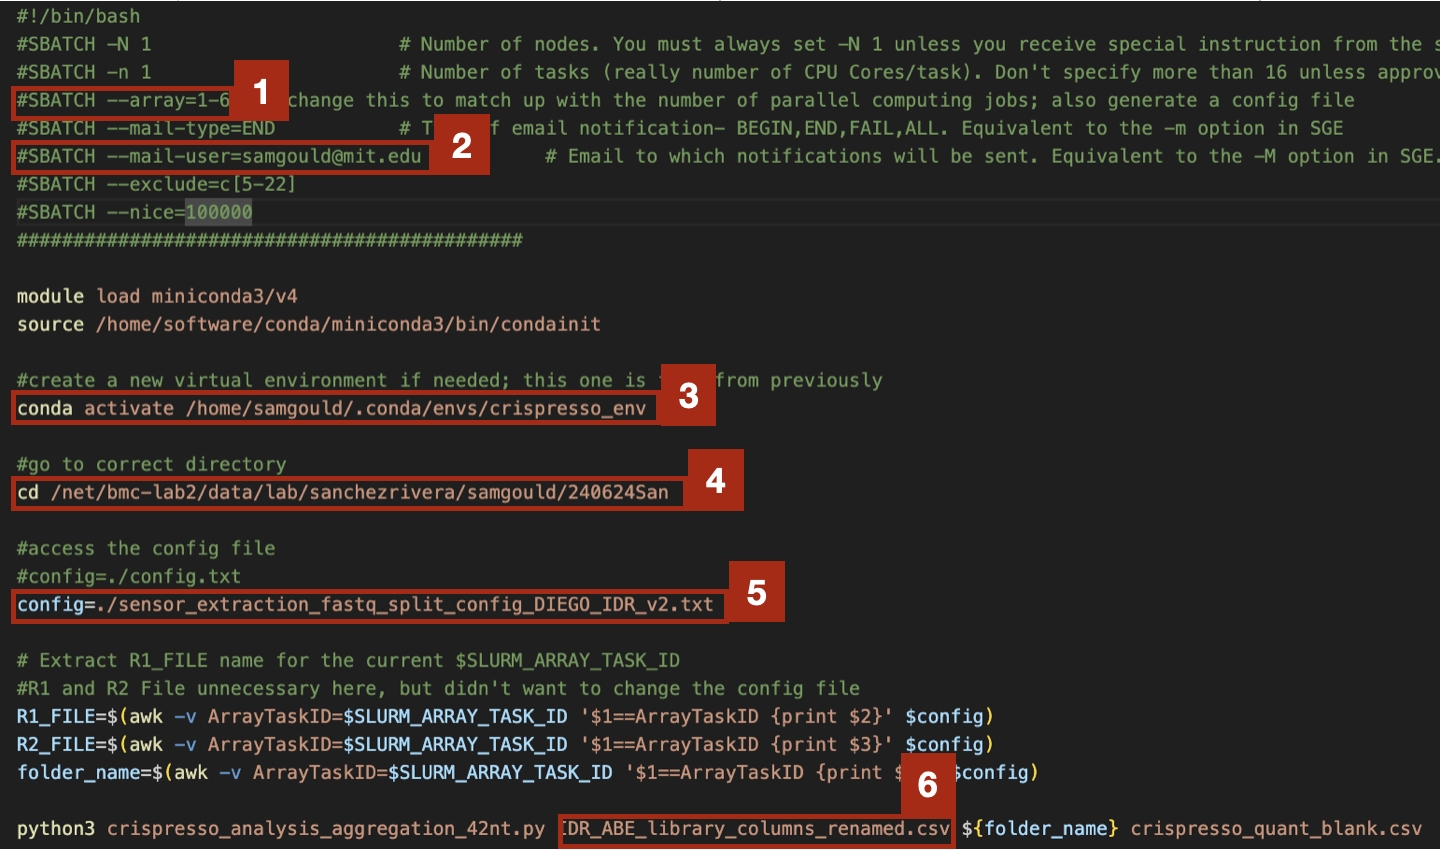 #!/bin/bash
#SBATCH -N 1 # Number of nodes. You must always set -N 1 unless you receive special instruction from the s
#SBATCH -n 1 # Number of tasks (really number of CPU Cores/task). Don't specify more than 16 unless approv
#SBATCH --array=1-6 1 change this to match up with the number of parallel computing jobs; also generate a config file
#SBATCH --mail-type=END # T f email notification- BEGIN,END,FAIL,ALL. Equivalent to the -m option in SGE
#SBATCH --mail-user=samgould@mit.edu 2 # Email to which notifications will be sent. Equivalent to the -M option in SGE.
#SBATCH --exclude=c[5-22]
#SBATCH --nice=100000
#############################################
module load miniconda3/v4
source /home/software/conda/miniconda3/bin/condainit
#create a new virtual environment if needed; this one is from previously
conda activate /home/samgould/.conda/envs/crispresso_env 3
#go to correct directory
cd /net/bmc-lab2/data/lab/sanchezrivera/samgould/240624San 4
#access the config file
#config=./config.txt
config=./sensor_extraction_fastq_split_config_DIEGO_IDR_v2.txt 5
# Extract R1_FILE name for the current $SLURM_ARRAY_TASK_ID
#R1 and R2 File unnecessary here, but didn't want to change the config file
R1_FILE=$(awk -v ArrayTaskID=$SLURM_ARRAY_TASK_ID '$1==ArrayTaskID {print $2}' $config)
R2_FILE=$(awk -v ArrayTaskID=$SLURM_ARRAY_TASK_ID '$1==ArrayTaskID {print $3}' $config)
folder_name=$(awk -v ArrayTaskID=$SLURM_ARRAY_TASK_ID '$1==ArrayTaskID {print $config)
6
python3 crispresso_analysis_aggregation_42nt.py IDR_ABE_library_columns_renamed.csv ${folder_name} crispresso_quant_blank.csv